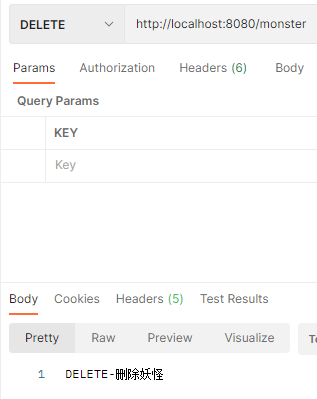 DELETE http://localhost:8080/monster
Params Authorization Headers (6) Body
Query Params
KEY
Key
Body Cookies Headers (5) Test Results
Pretty Raw Preview Visualize Te
1 DELETE-删除妖怪